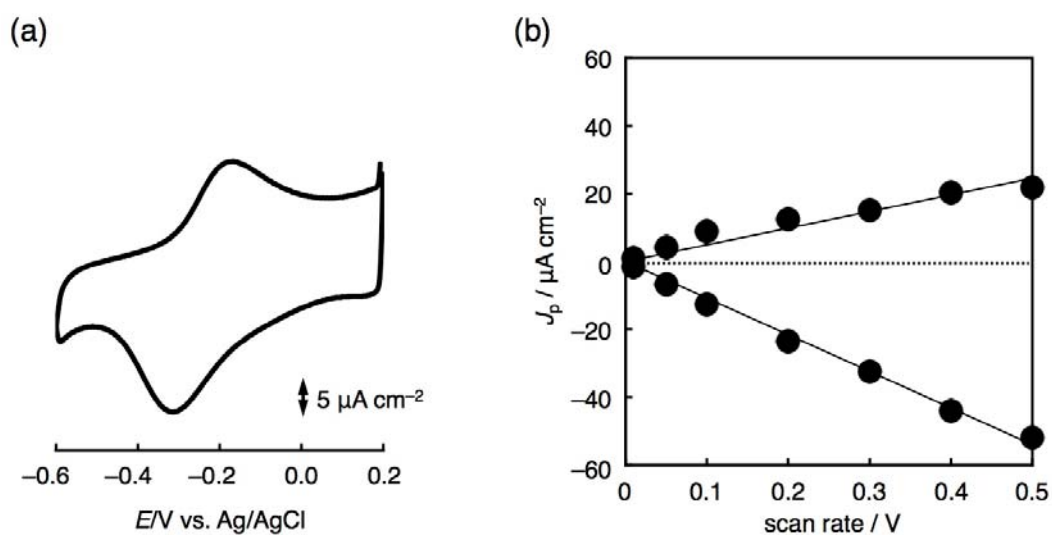 (a)
5 μA cm⁻²
−0.6 −0.4 −0.2 0.0 0.2
E/V vs. Ag/AgCl
(b)
60
40
20
0
−20
−40
−60
Jp / μA cm⁻²
0 0.1 0.2 0.3 0.4 0.5
scan rate / V